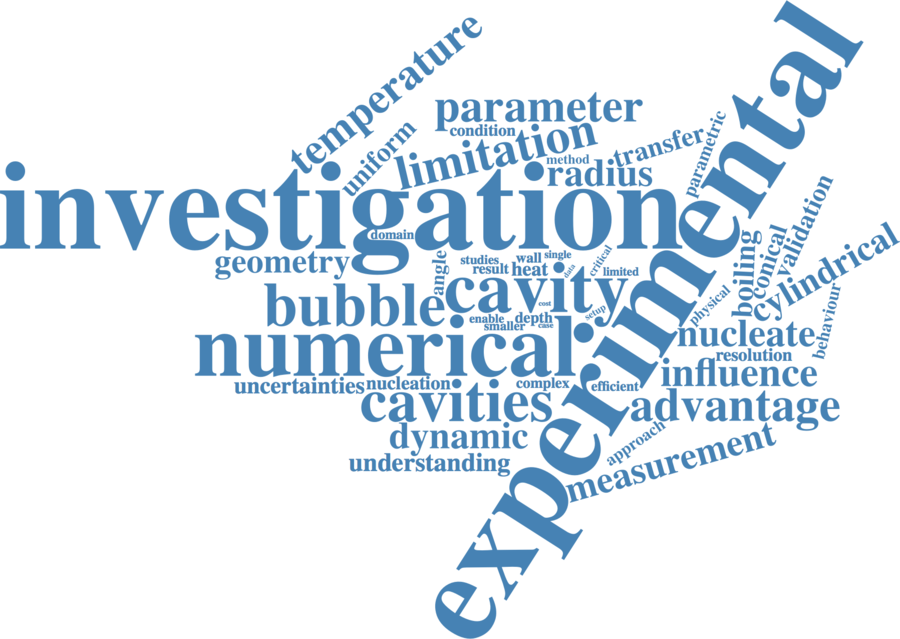 temperature
parameter
condition
uniform
limitation
method
transfer
parametric
radius
experimental
investigation
domain
geometry
angle
studies
wall
single
result
heat
data
critical
limited
boiling
conical
validation
cylindrical
bubble
cavity
cost
setup
physical
behaviour
enable
depth
smaller
case
numerical
nucleate
resolution
influence
uncertainties
nucleation
complex
efficient
cavities
advantage
dynamic
approach
measurement
understanding